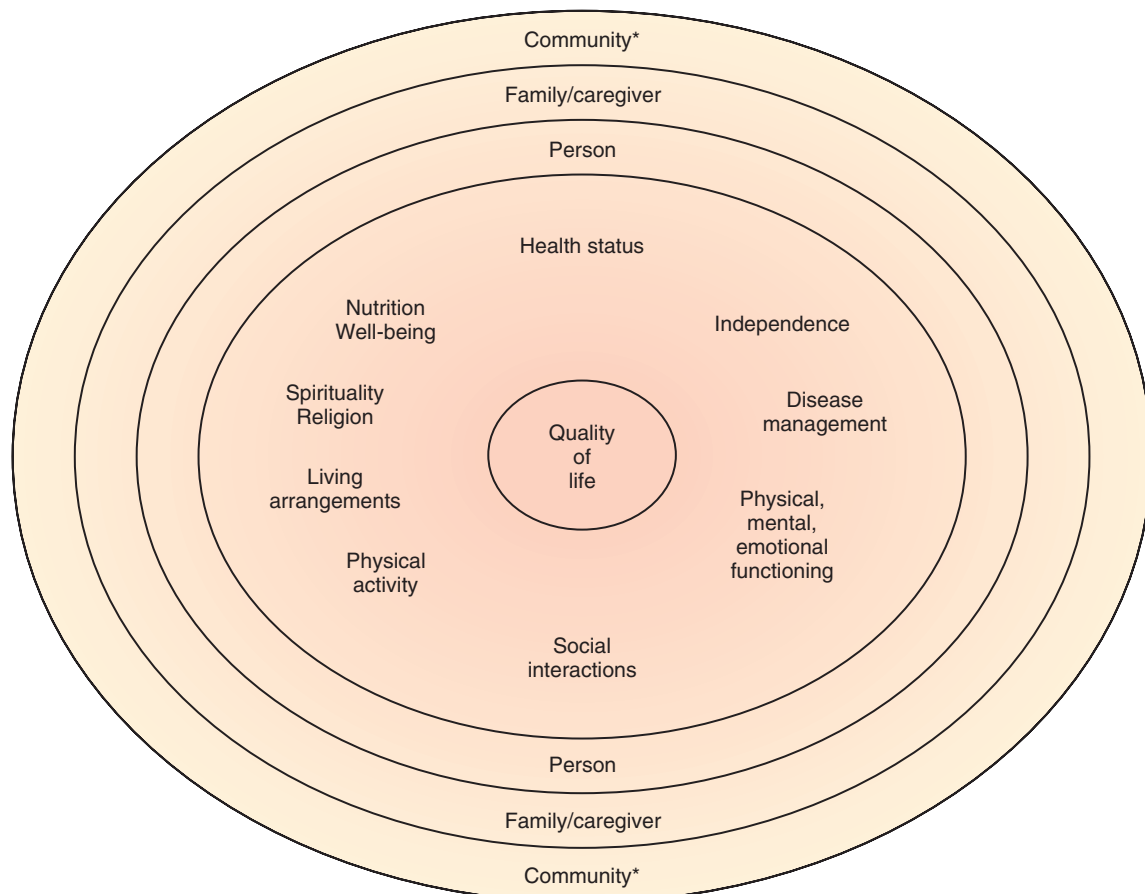 Community*
Family/caregiver
Person
Health status
Nutrition
Well-being
Independence
Spirituality
Religion
Disease
management
Quality
of
life
Living
arrangements
Physical,
mental,
emotional
functioning
Physical
activity
Social
interactions
Person
Family/caregiver
Community*